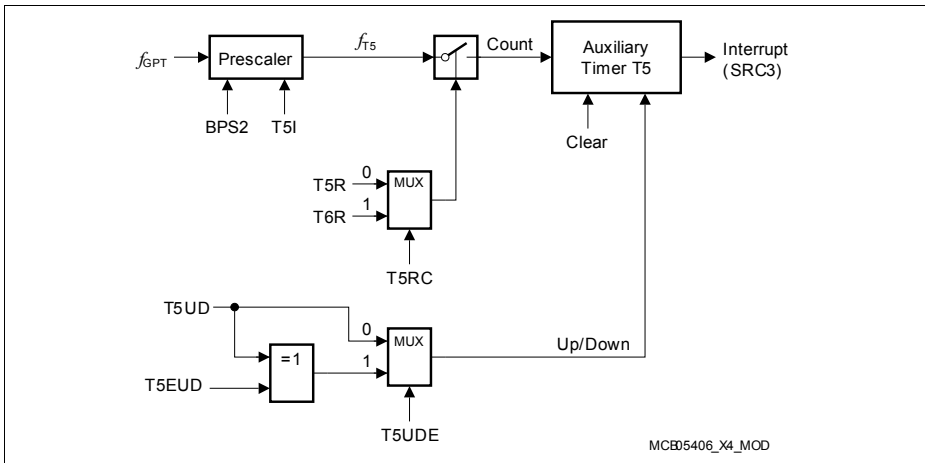 fGPT
Prescaler
fT5
Count
Auxiliary
Timer T5
Interrupt
(SRC3)
BPS2
T5I
Clear
T5R
0
MUX
T6R
1
T5RC
T5UD
0
MUX
=1
1
Up/Down
T5EUD
T5UDE
MCB05406_X4_MOD